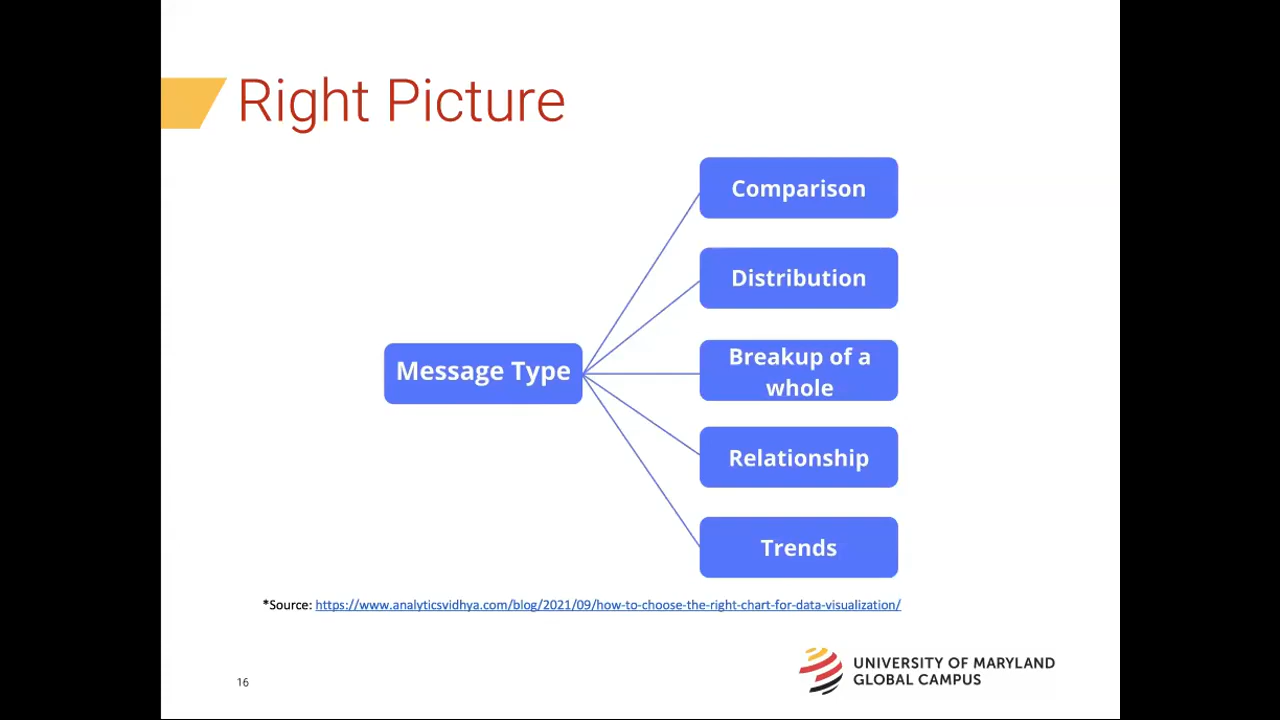 Right Picture
Comparison
Distribution
Message Type
Breakup of a
whole
Relationship
Trends
*Source: https://www.analyticsvidhya.com/blog/2021/09/how-to-choose-the-right-chart-for-data-visualization/
16
UNIVERSITY OF MARYLAND
GLOBAL CAMPUS